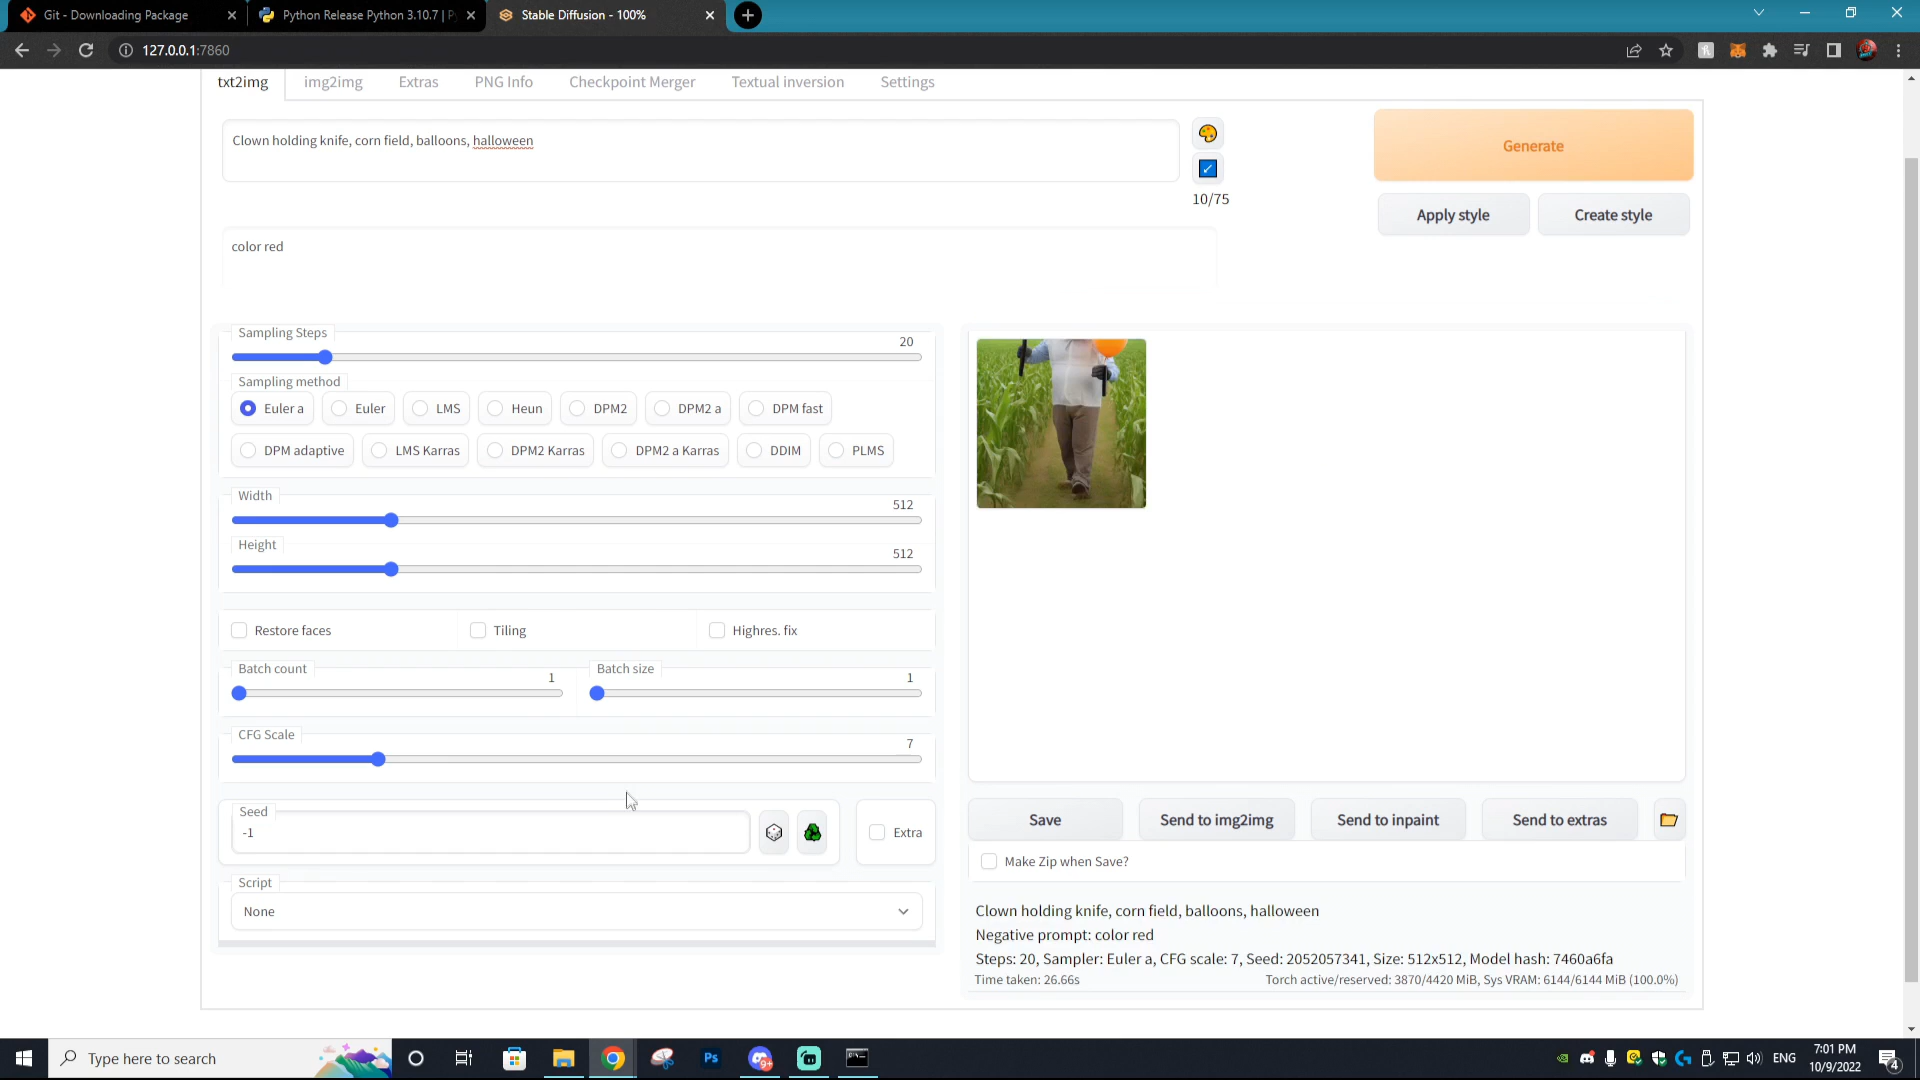 Git - Downloading Package
Python Release Python 3.10.7 | P
Stable Diffusion - 100%
127.0.0.1:7860
txt2img
img2img
Extras
PNG Info
Checkpoint Merger
Textual inversion
Settings
Clown holding knife, corn field, balloons, halloween
10/75
Generate
Apply style
Create style
color red
Sampling Steps
20
Sampling method
Euler a
Euler
LMS
Heun
DPM2
DPM2 a
DPM fast
DPM adaptive
LMS Karras
DPM2 Karras
DPM2 a Karras
DDIM
PLMS
Width
512
Height
512
Restore faces
Tiling
Highres. fix
Batch count
1
Batch size
1
CFG Scale
7
Seed
-1
Extra
Script
None
Save
Send to img2img
Send to inpaint
Send to extras
Make Zip when Save?
Clown holding knife, corn field, balloons, halloween
Negative prompt: color red
Steps: 20, Sampler: Euler a, CFG scale: 7, Seed: 2052057341, Size: 512x512, Model hash: 7460a6fa
Time taken: 26.66s
Torch active/reserved: 3870/4420 MiB, Sys VRAM: 6144/6144 MiB (100.0%)
Type here to search
Ps
ENG
7:01 PM
10/9/2022
4